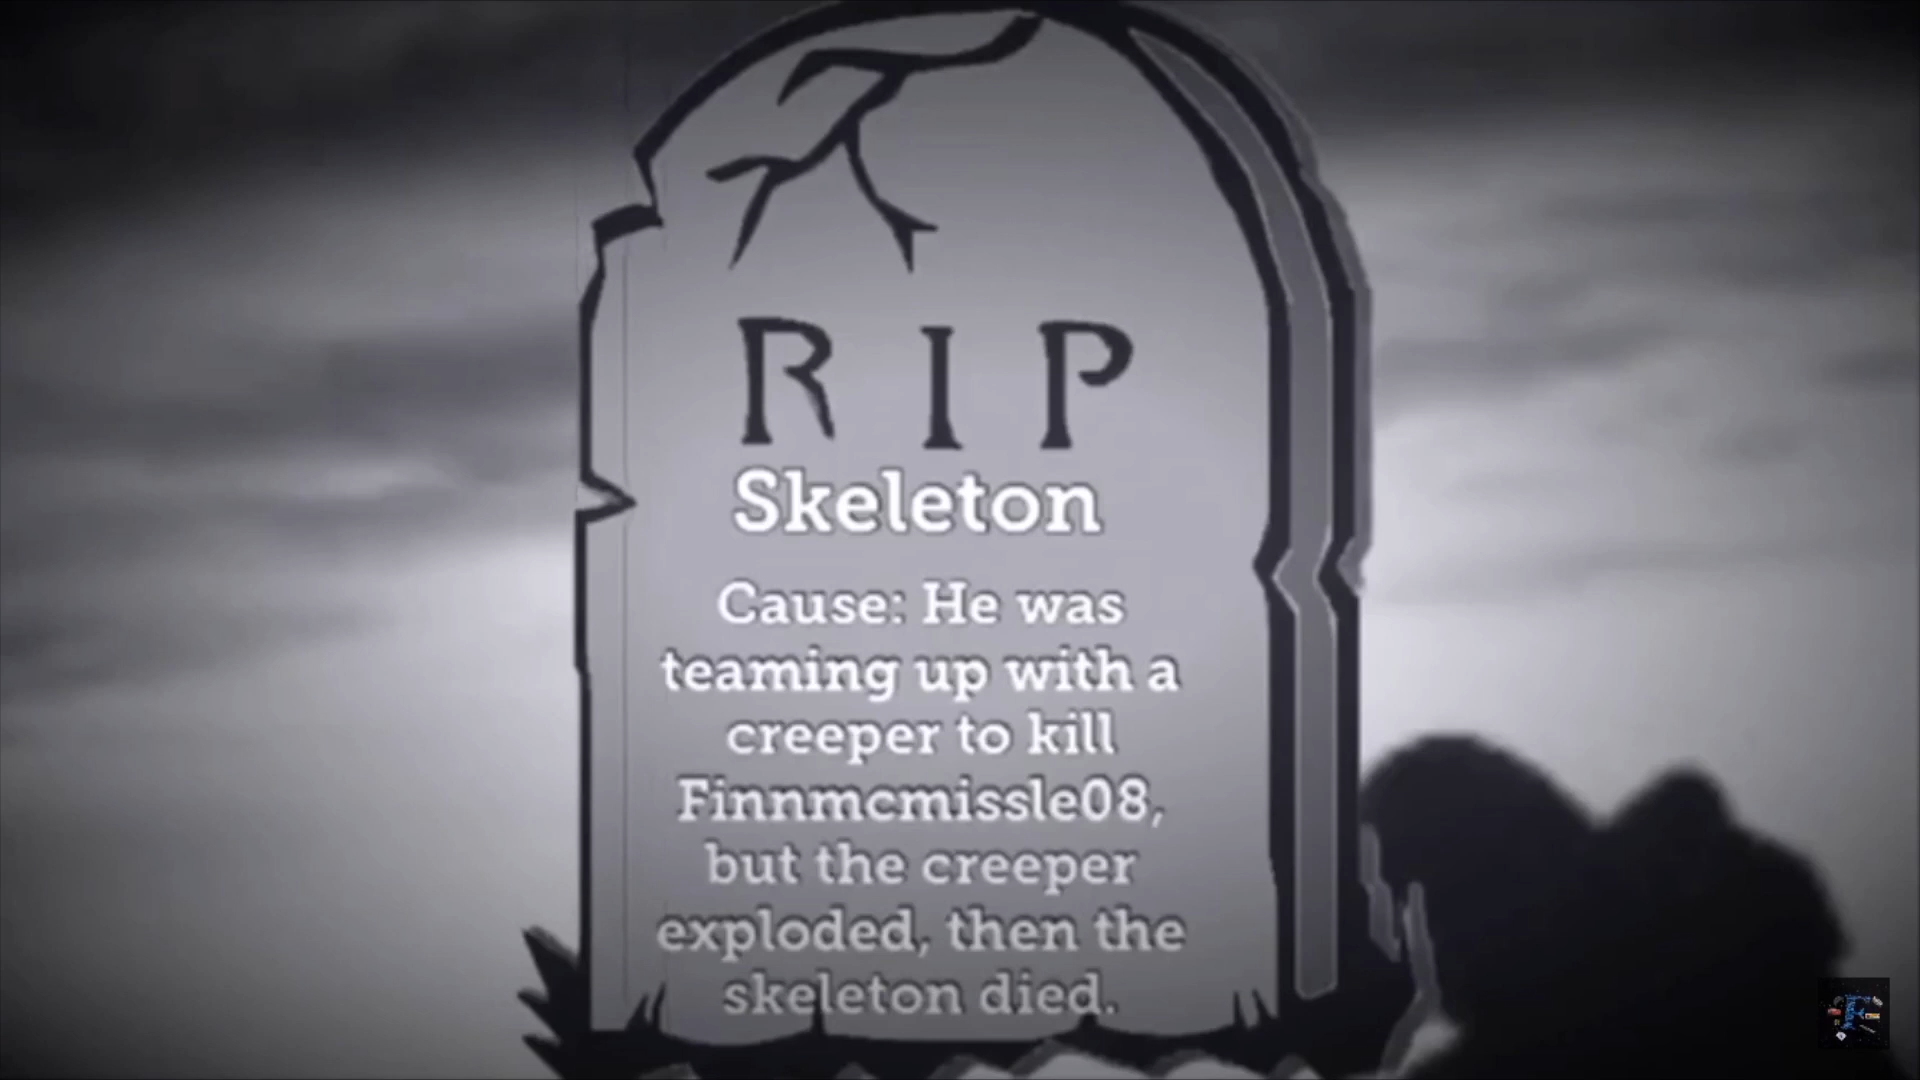 R I P
Skeleton
Cause: He was
teaming up with a
creeper to kill
Finnmcmissle08,
but the creeper
exploded, then the
skeleton died.